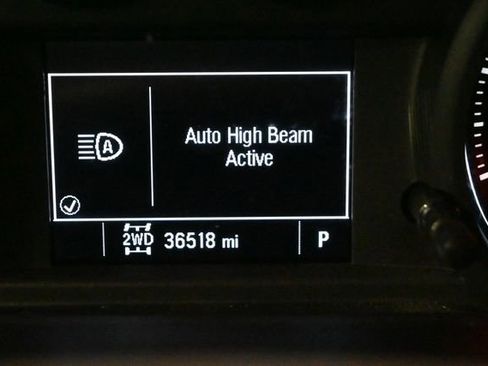 A
Auto High Beam
Active
2WD 36518 mi P